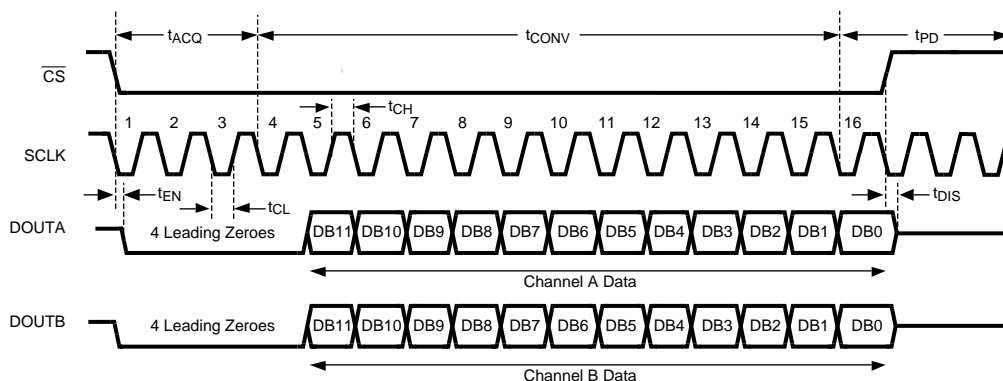 tACQ tCONV tPD
CS
tCH
1 2 3 4 5 6 7 8 9 10 11 12 13 14 15 16
SCLK
tEN tCL tDIS
DOUTA 4 Leading Zeroes DB11 DB10 DB9 DB8 DB7 DB6 DB5 DB4 DB3 DB2 DB1 DB0
Channel A Data
DOUTB 4 Leading Zeroes DB11 DB10 DB9 DB8 DB7 DB6 DB5 DB4 DB3 DB2 DB1 DB0
Channel B Data